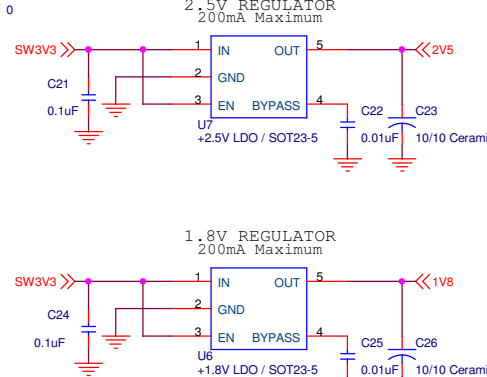 0
2.5V REGULATOR
200mA Maximum
SW3V3
1 IN OUT 5
2V5
2 GND
C21
0.1uF
3 EN BYPASS 4
U7
+2.5V LDO / SOT23-5
C22 C23
0.01uF 10/10 Cerami
1.8V REGULATOR
200mA Maximum
SW3V3
1 IN OUT 5
1V8
2 GND
C24
0.1uF
3 EN BYPASS 4
U6
+1.8V LDO / SOT23-5
C25 C26
0.01uF 10/10 Cerami